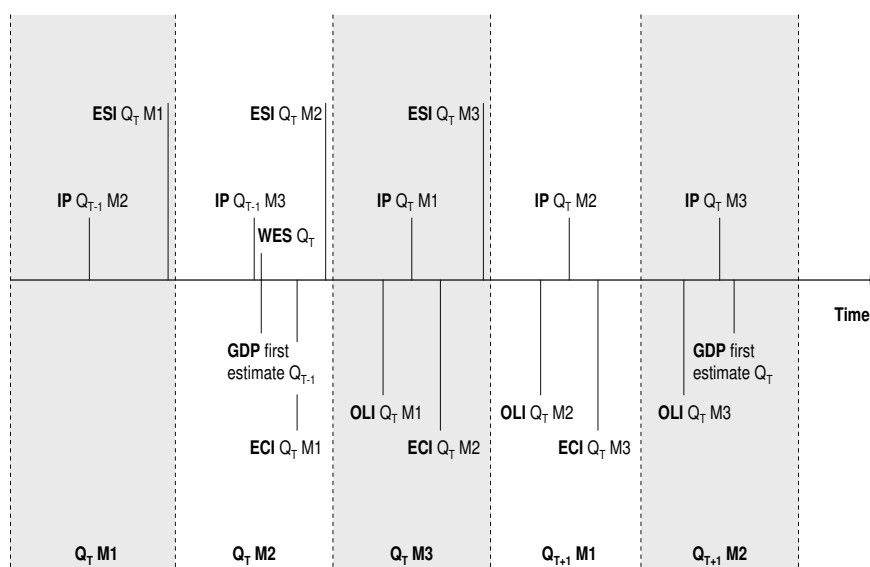 ESI Q_T M1
ESI Q_T M2
ESI Q_T M3
IP Q_T-1 M2
IP Q_T-1 M3
IP Q_T M1
IP Q_T M2
IP Q_T M3
WES Q_T
Time
GDP first
estimate Q_T-1
GDP first
estimate Q_T
OLI Q_T M1
OLI Q_T M2
OLI Q_T M3
ECI Q_T M1
ECI Q_T M2
ECI Q_T M3
Q_T M1
Q_T M2
Q_T M3
Q_T+1 M1
Q_T+1 M2